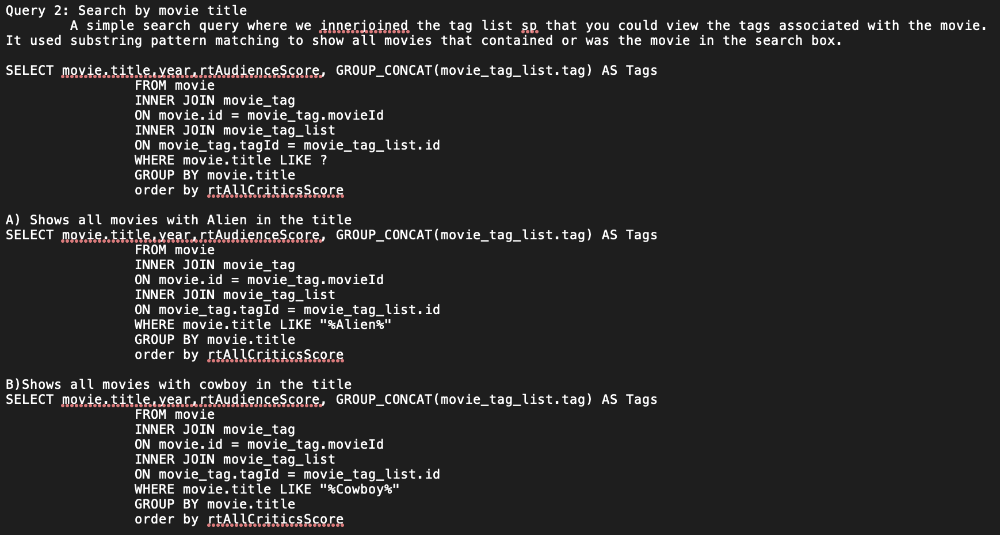 Query 2: Search by movie title
A simple search query where we innerjoined the tag list sp that you could view the tags associated with the movie.
It used substring pattern matching to show all movies that contained or was the movie in the search box.
SELECT movie.title,year,rtAudienceScore, GROUP_CONCAT(movie_tag_list.tag) AS Tags
FROM movie
INNER JOIN movie_tag
ON movie.id = movie_tag.movieId
INNER JOIN movie_tag_list
ON movie_tag.tagId = movie_tag_list.id
WHERE movie.title LIKE ?
GROUP BY movie.title
order by rtAllCriticsScore
A) Shows all movies with Alien in the title
SELECT movie.title,year,rtAudienceScore, GROUP_CONCAT(movie_tag_list.tag) AS Tags
FROM movie
INNER JOIN movie_tag
ON movie.id = movie_tag.movieId
INNER JOIN movie_tag_list
ON movie_tag.tagId = movie_tag_list.id
WHERE movie.title LIKE "%Alien%"
GROUP BY movie.title
order by rtAllCriticsScore
B)Shows all movies with cowboy in the title
SELECT movie.title,year,rtAudienceScore, GROUP_CONCAT(movie_tag_list.tag) AS Tags
FROM movie
INNER JOIN movie_tag
ON movie.id = movie_tag.movieId
INNER JOIN movie_tag_list
ON movie_tag.tagId = movie_tag_list.id
WHERE movie.title LIKE "%Cowboy%"
GROUP BY movie.title
order by rtAllCriticsScore